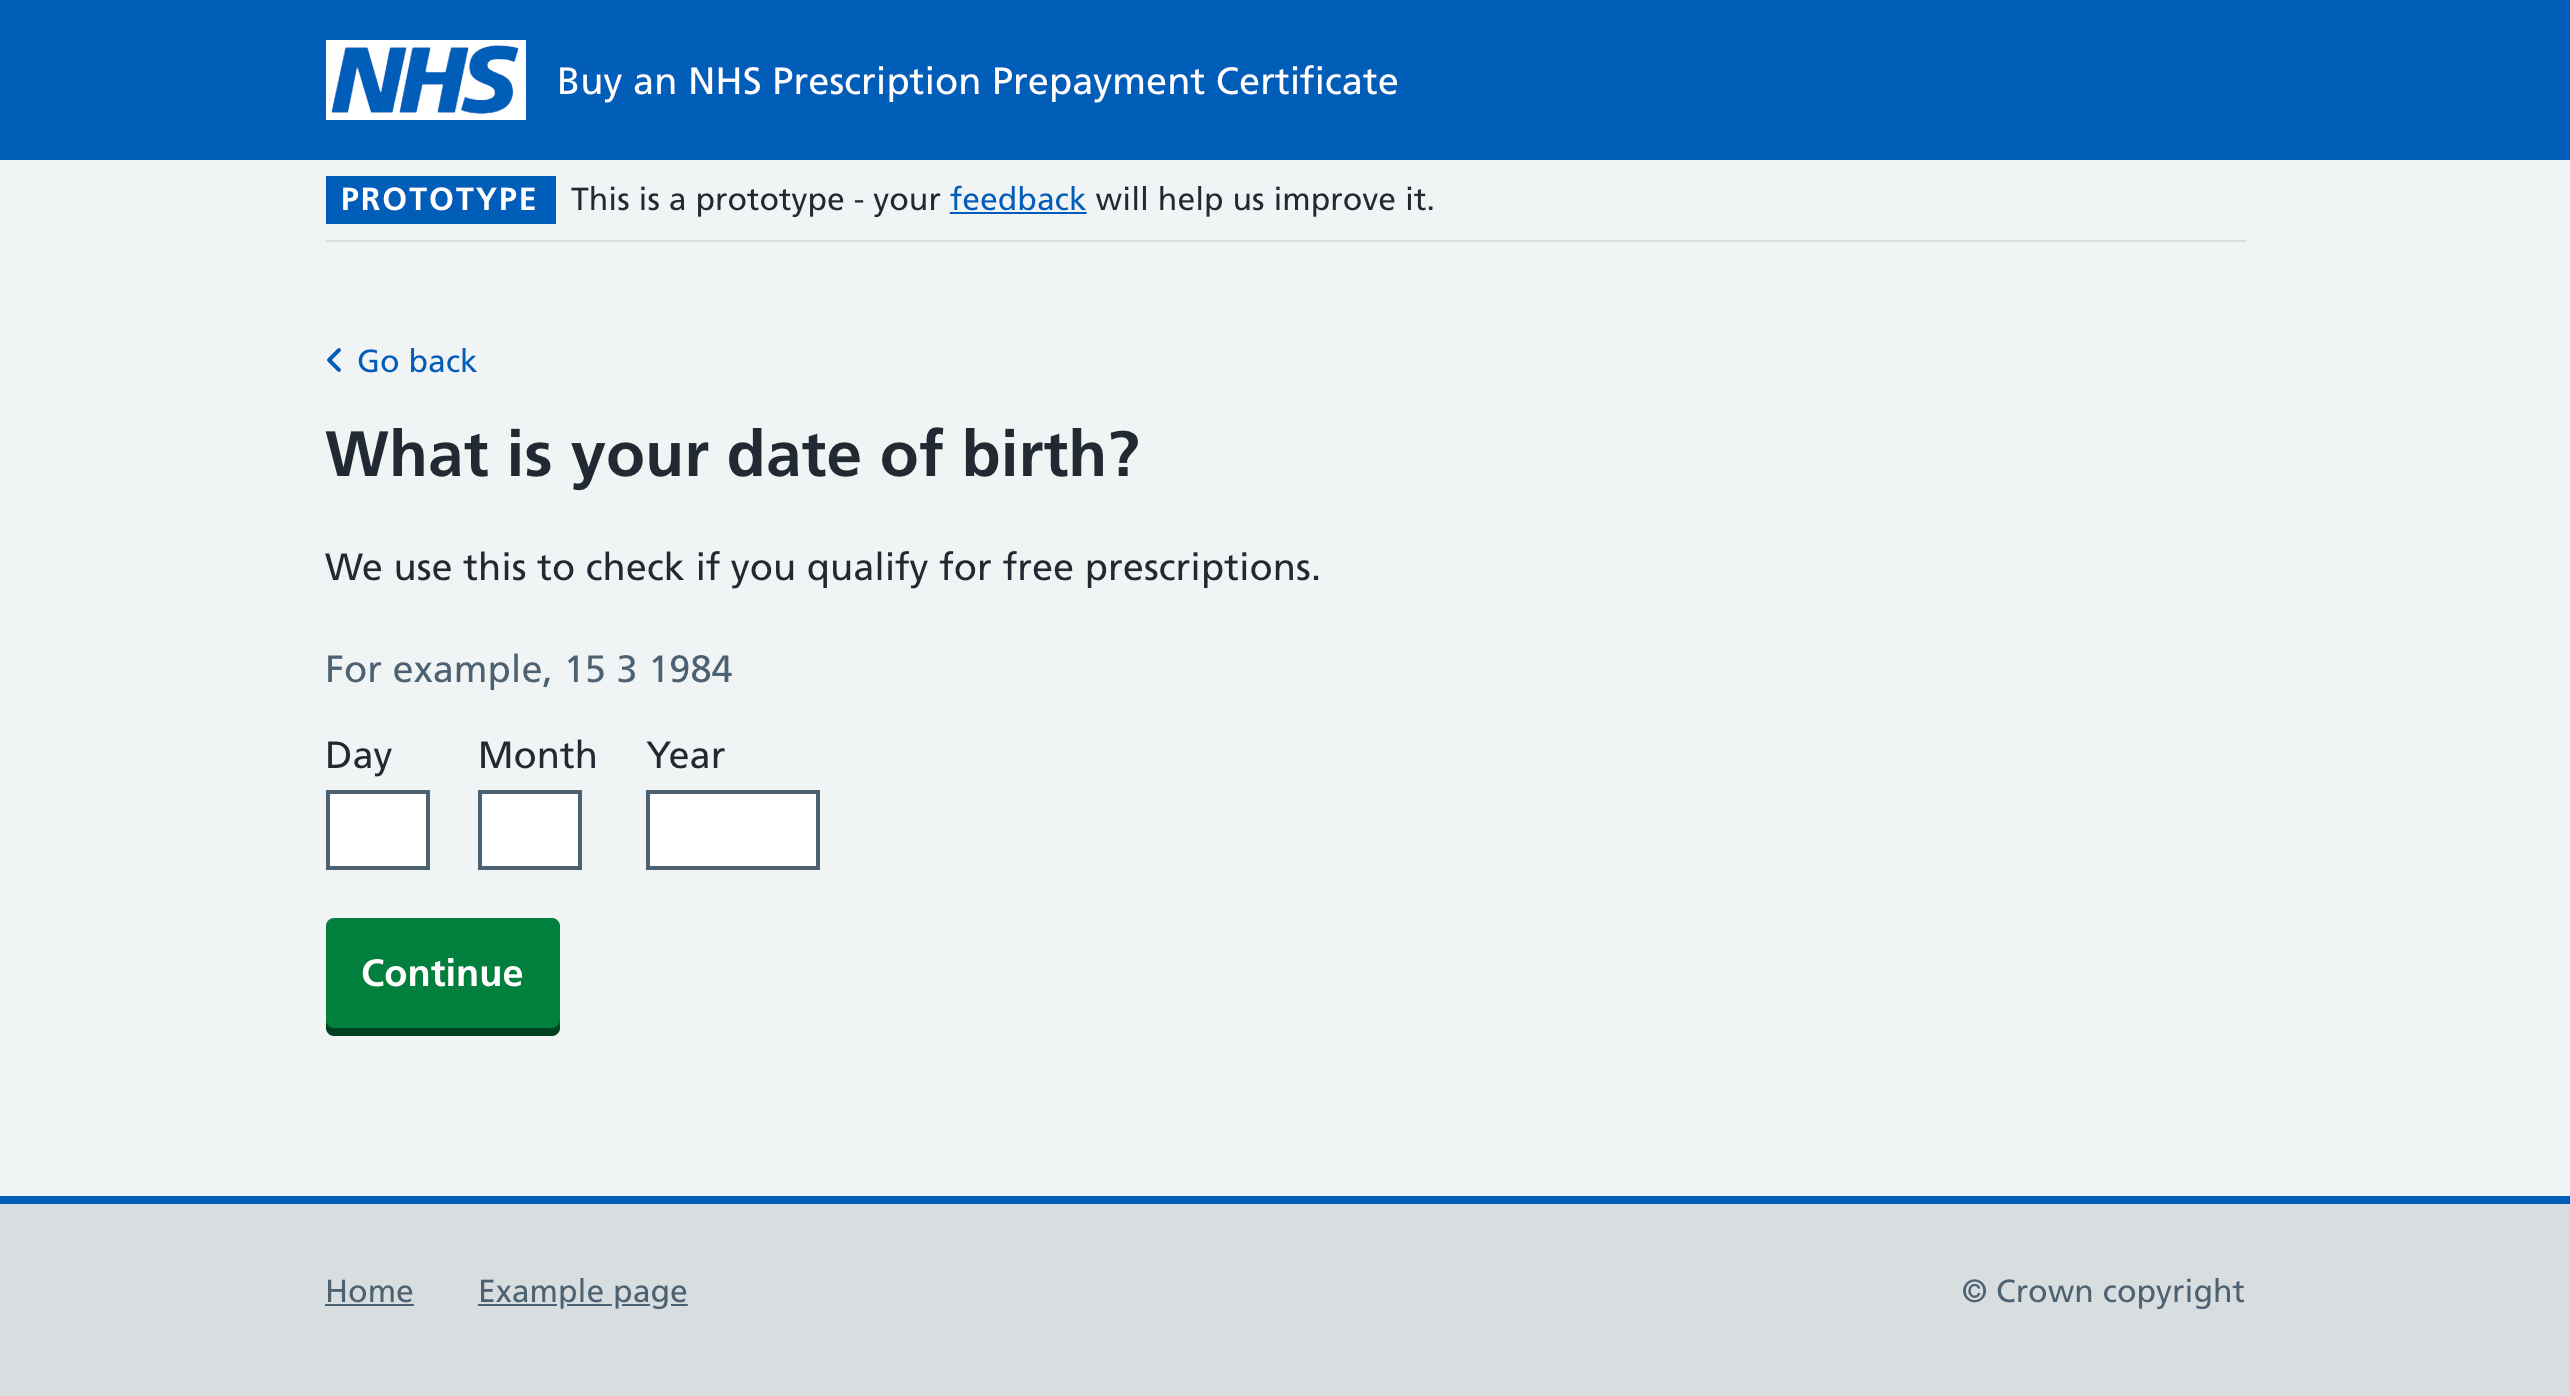 NHS Buy an NHS Prescription Prepayment Certificate
PROTOTYPE This is a prototype - your feedback will help us improve it.
Go back
What is your date of birth?
We use this to check if you qualify for free prescriptions.
For example, 15 3 1984
Day Month Year
Continue
Home Example page © Crown copyright